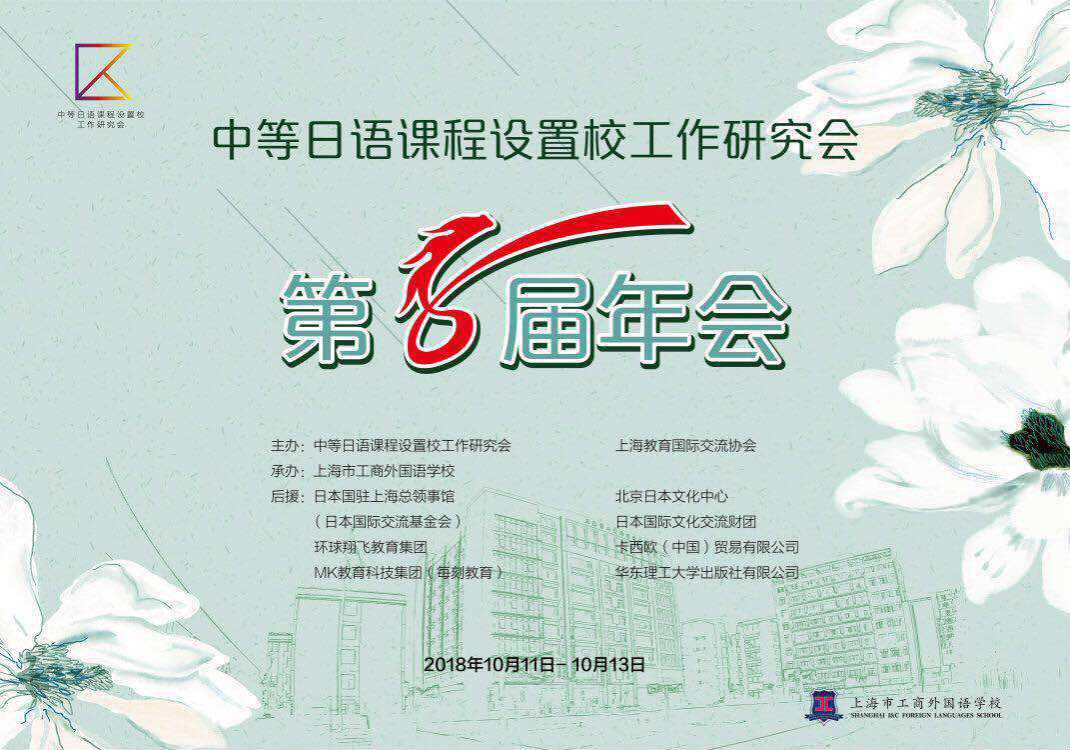 中等日语课程设置校
工作研究会
中等日语课程设置校工作研究会
第8届年会
主办：中等日语课程设置校工作研究会 上海教育国际交流协会
承办：上海市工商外国语学校
后援：日本国驻上海总领事馆 北京日本文化中心
（日本国际交流基金会） 日本国际文化交流财团
环球翔飞教育集团 卡西欧（中国）贸易有限公司
MK教育科技集团（每刻教育） 华东理工大学出版社有限公司
2018年10月11日- 10月13日
上海市工商外国语学校
SHANGHAI I&C FOREIGN LANGUAGES SCHOOL